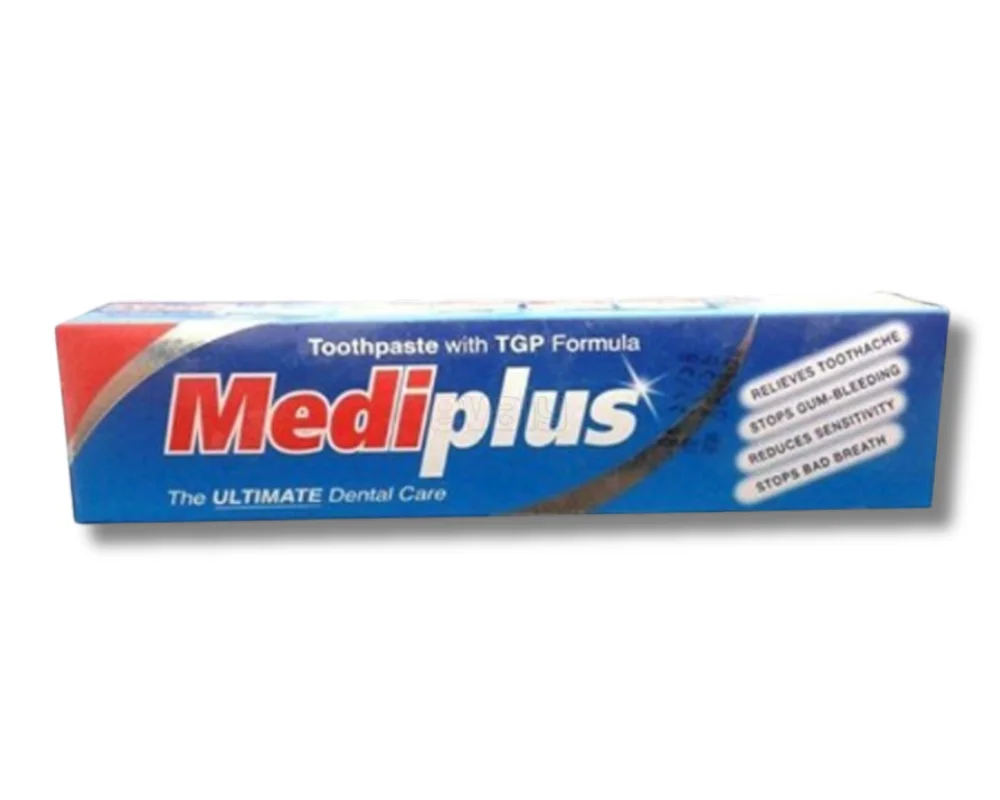 Toothpaste with TGP Formula
Mediplus
The ULTIMATE Dental Care
RELIEVES TOOTHACHE
STOPS GUM-BLEEDING
REDUCES SENSITIVITY
STOPS BAD BREATH